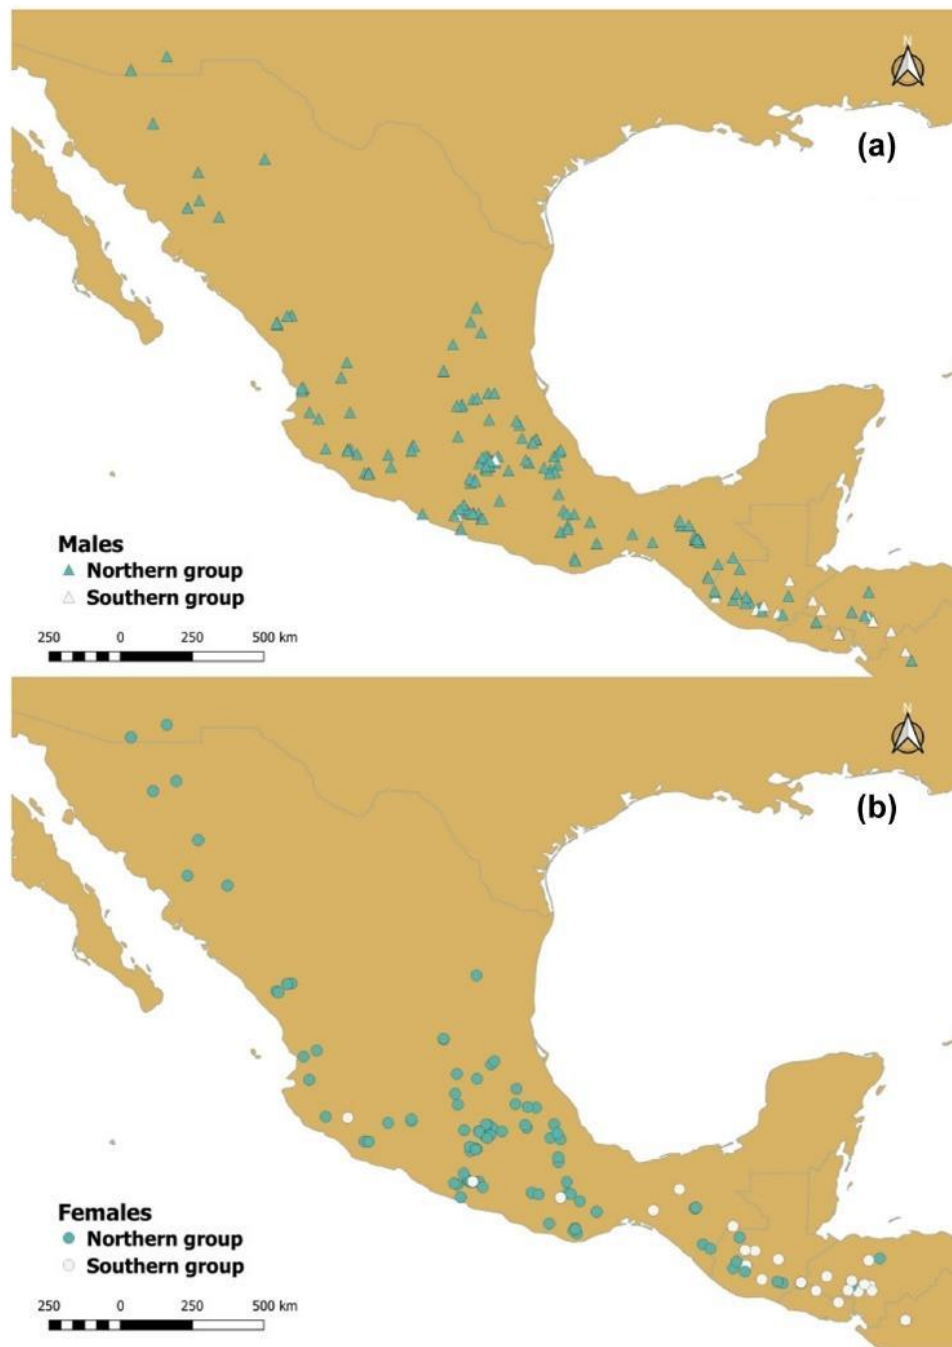 N
(a)
Males
Northern group
Southern group
250 0 250 500 km
N
(b)
Females
Northern group
Southern group
250 0 250 500 km